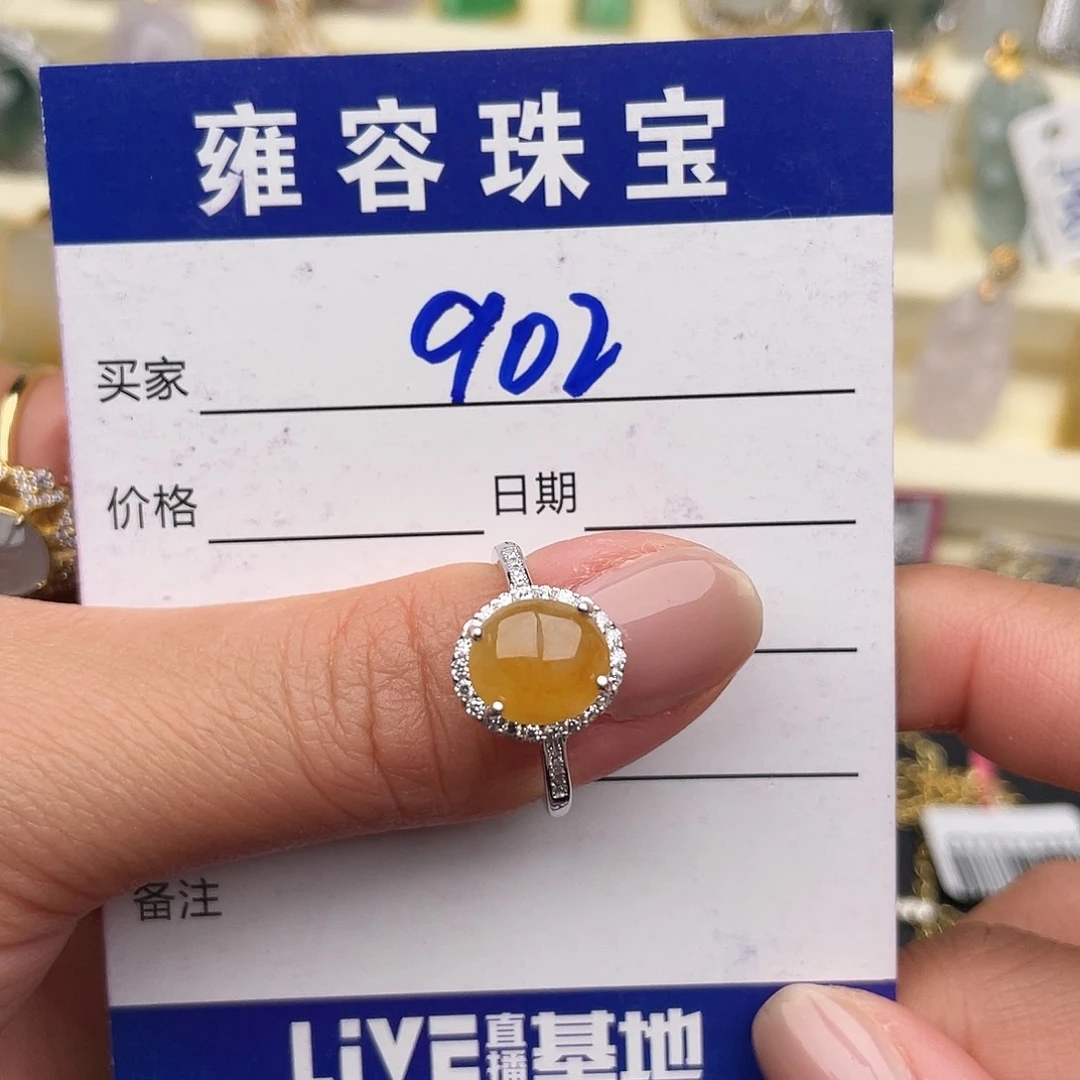 雍容珠宝
买家 902
价格 日期
备注
LiVE直播基地